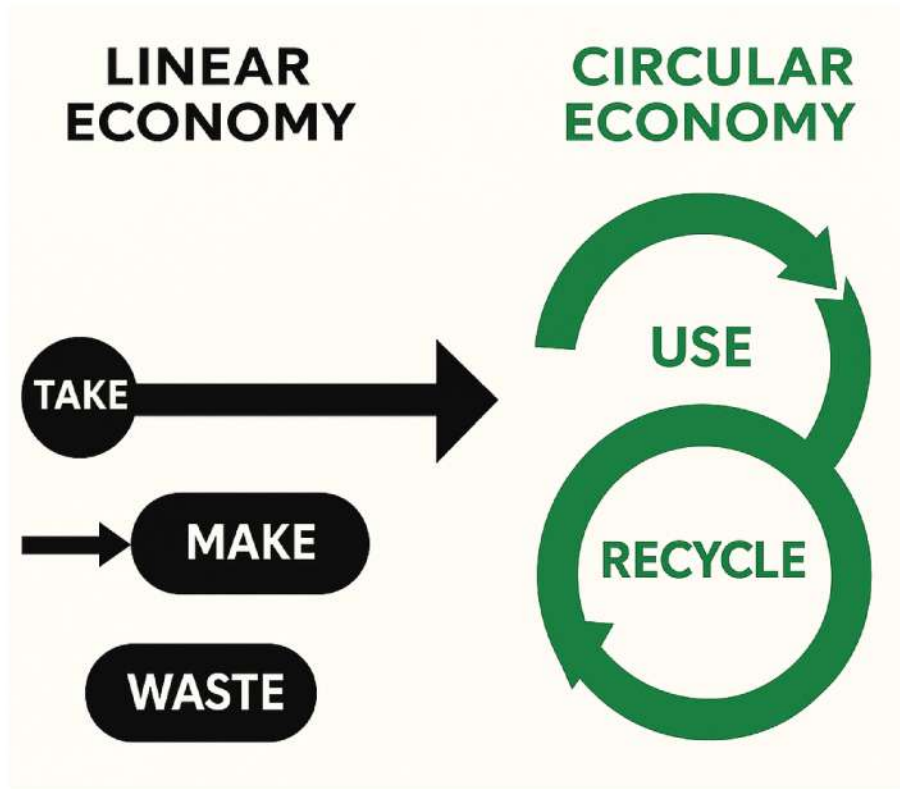 LINEAR
ECONOMY
TAKE
MAKE
WASTE
CIRCULAR
ECONOMY
USE
RECYCLE